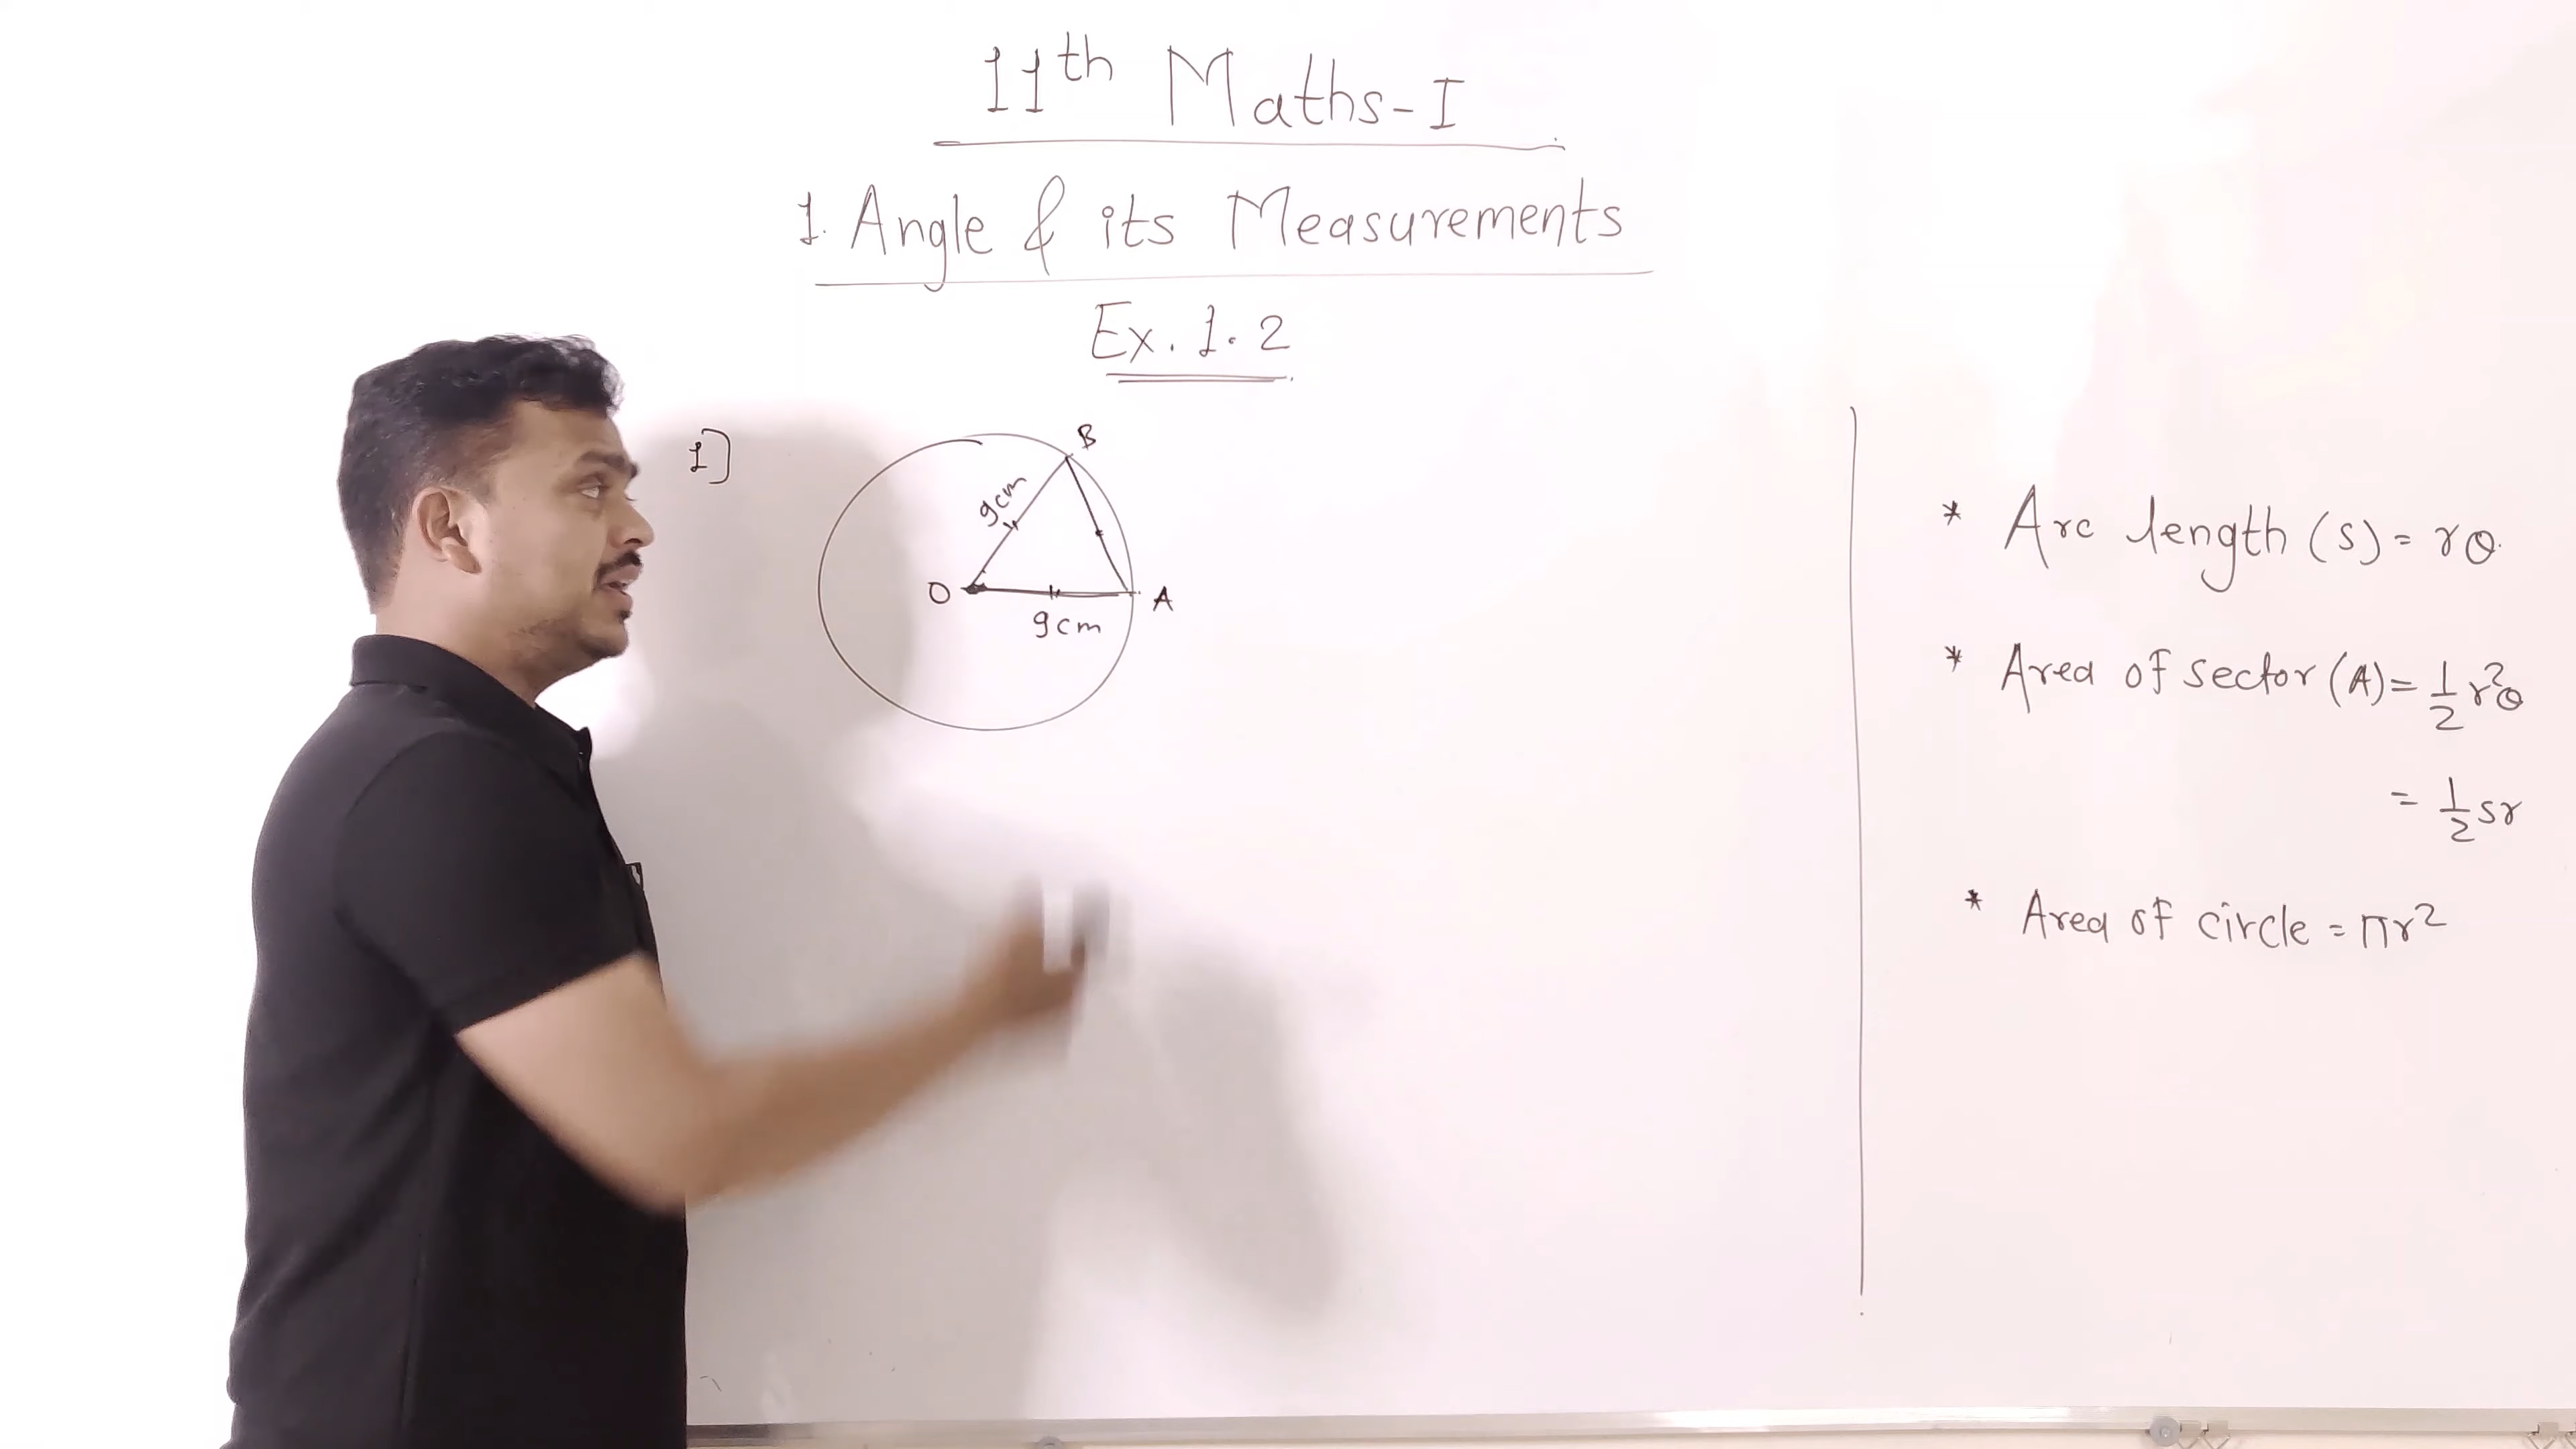 11th Maths-I
1. Angle & its Measurements
Ex. 1.2
1]
B
9cm
O
A
9cm
* Arc length (s) = rθ
* Area of sector (A) = 1/2 r²θ
= 1/2 sr
* Area of circle = πr²